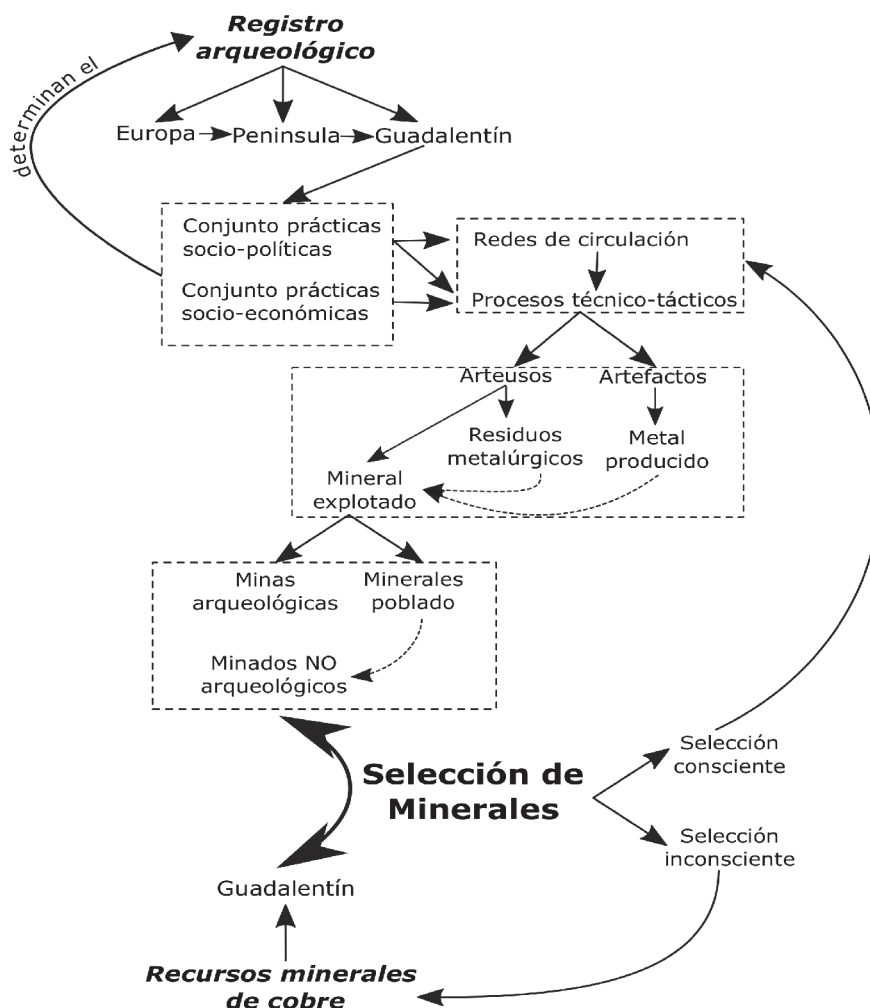 Registro
arqueológico
determinan el
Europa
Peninsula
Guadalentín
Conjunto prácticas
socio-políticas
Conjunto prácticas
socio-económicas
Redes de circulación
Procesos técnico-tácticos
Arteusos
Artefactos
Residuos
metalúrgicos
Metal
producido
Mineral
explotado
Minas
arqueológicas
Minerales
poblado
Minados NO
arqueológicos
Selección de
Minerales
Selección
consciente
Selección
inconsciente
Guadalentín
Recursos minerales
de cobre